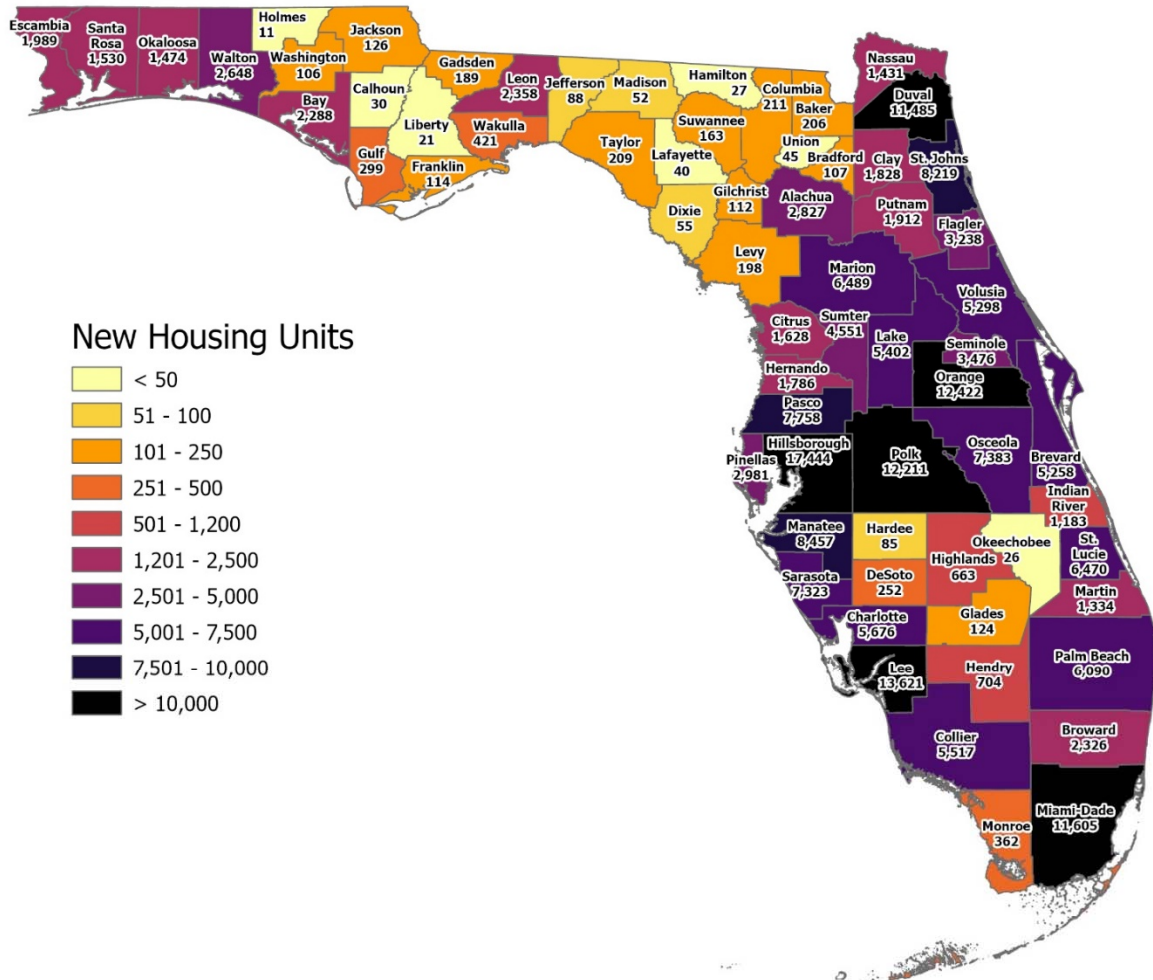 Escambia
1,989
Santa
Rosa
1,530
Okaloosa
1,474
Walton
2,648
Holmes
11
Washington
106
Jackson
126
Bay
2,288
Calhoun
30
Gulf
299
Liberty
21
Gadsden
189
Franklin
114
Leon
2,358
Wakulla
421
Jefferson
88
Madison
52
Taylor
209
Hamilton
27
Suwannee
163
Lafayette
40
Dixie
55
Columbia
211
Baker
206
Union
45
Bradford
107
Gilchrist
112
Alachua
2,827
Levy
198
Nassau
1,431
Duval
11,485
Clay
1,828
St. Johns
8,219
Putnam
1,912
Flagler
3,238
Marion
6,489
Volusia
5,298
Citrus
1,628
Sumter
4,551
Lake
5,402
Seminole
3,476
Orange
12,422
Hernando
1,786
Pasco
7,758
Hillsborough
17,444
Pinellas
2,981
Polk
12,211
Osceola
7,383
Brevard
5,258
Indian
River
1,183
Manatee
8,457
Hardee
85
Highlands
663
Okeechobee
26
St.
Lucie
6,470
Sarasota
7,323
DeSoto
252
Martin
1,334
Charlotte
5,676
Glades
124
Lee
13,621
Hendry
704
Palm Beach
6,090
Collier
5,517
Broward
2,326
Monroe
362
Miami-Dade
11,605
New Housing Units
< 50
51 - 100
101 - 250
251 - 500
501 - 1,200
1,201 - 2,500
2,501 - 5,000
5,001 - 7,500
7,501 - 10,000
> 10,000